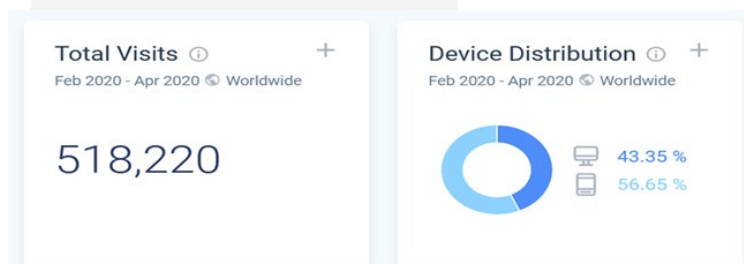 Total Visits
Feb 2020 - Apr 2020 Worldwide
518,220
Device Distribution
Feb 2020 - Apr 2020 Worldwide
43.35 %
56.65 %